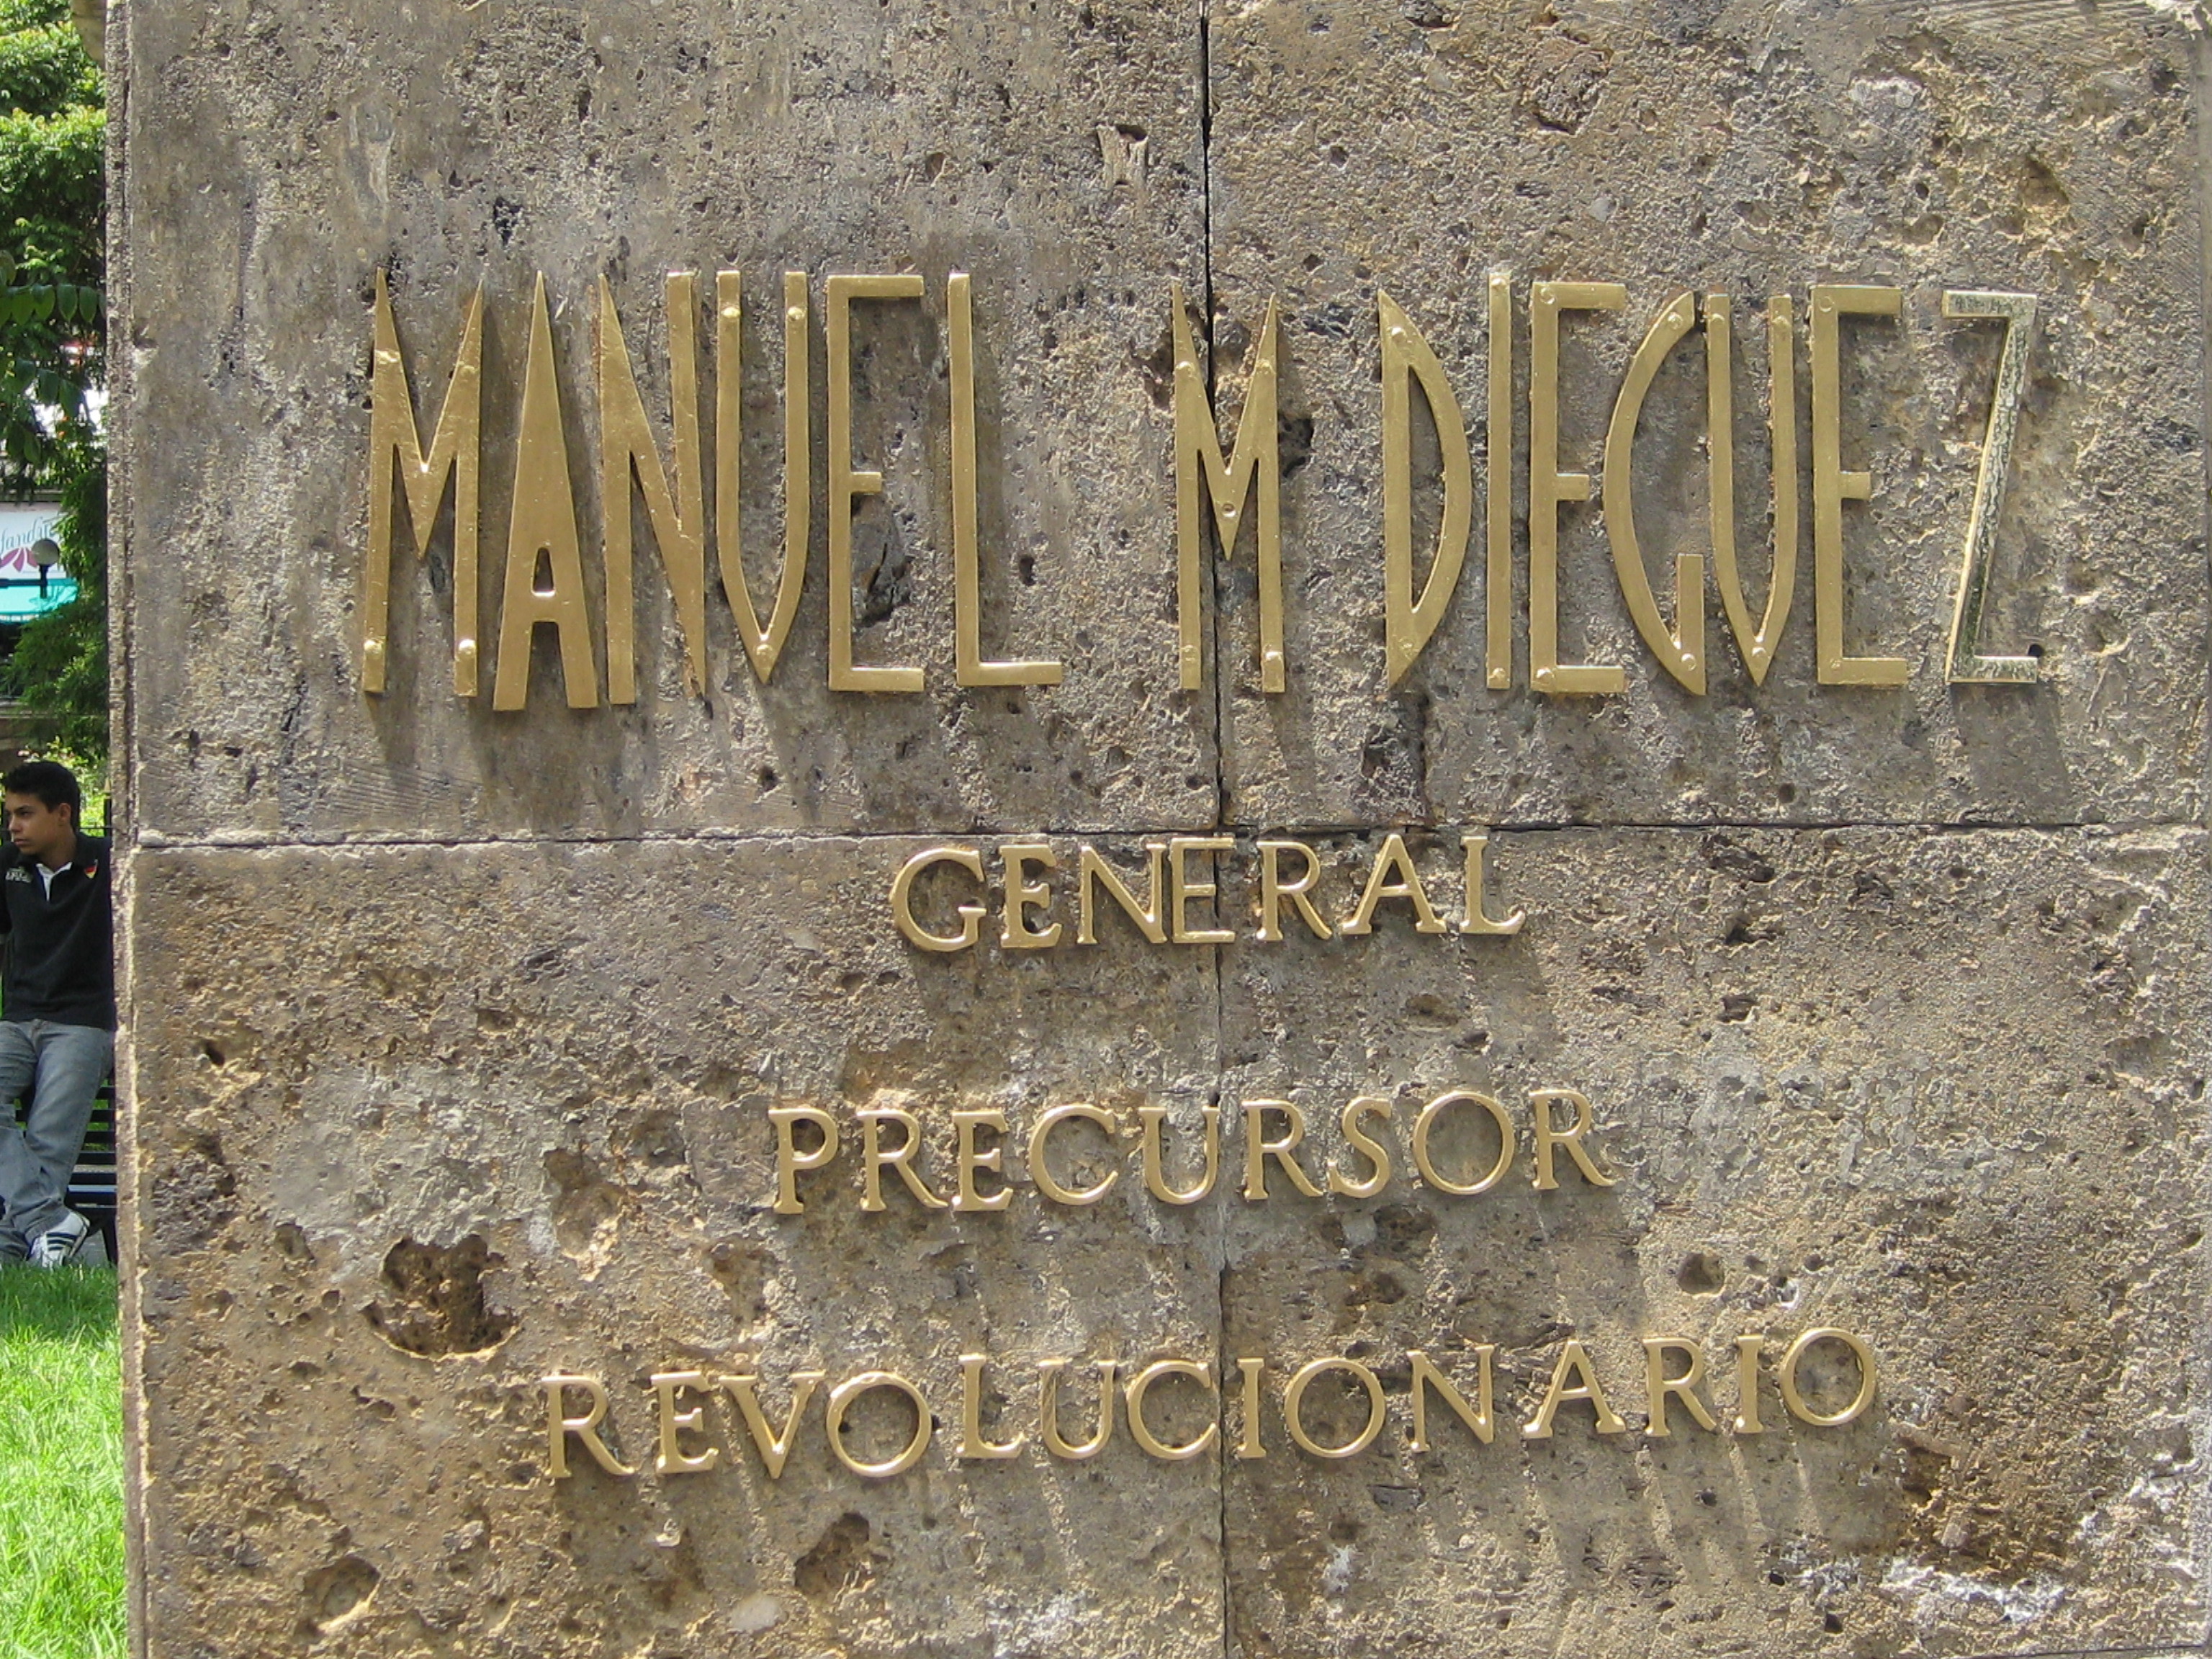 MANUEL M DIEGUEZ
GENERAL
PRECURSOR
REVOLUCIONARIO